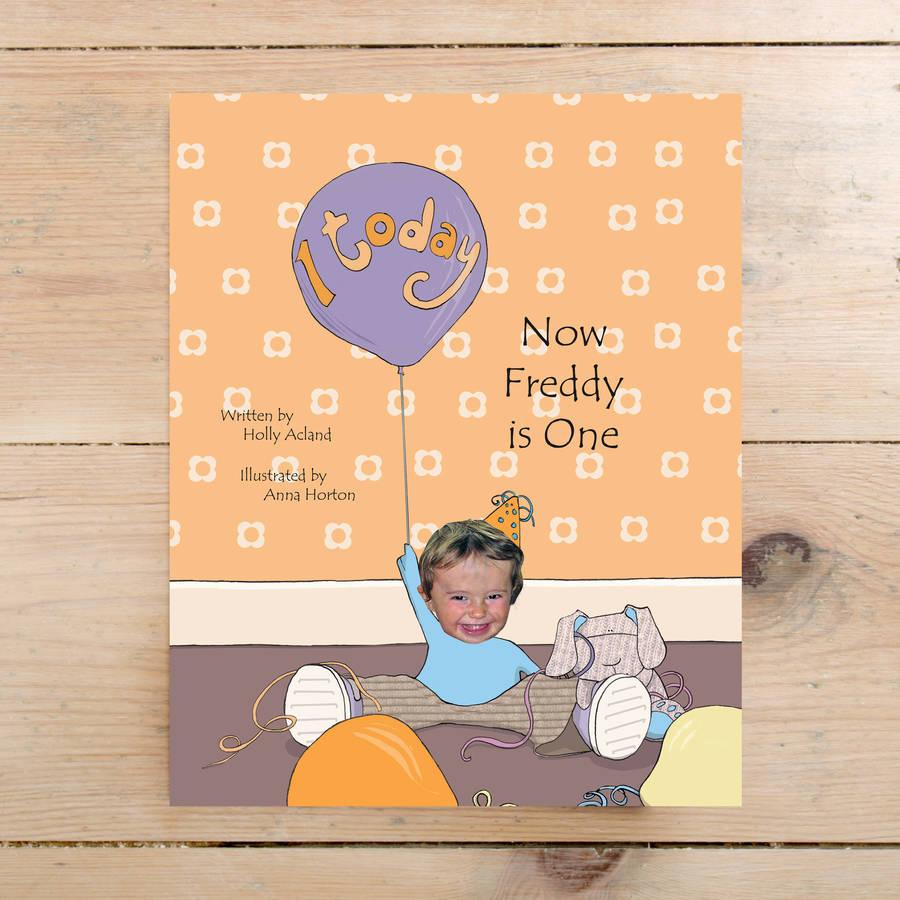 1 today
Now
Freddy
is One
Written by
Holly Acland
Illustrated by
Anna Horton